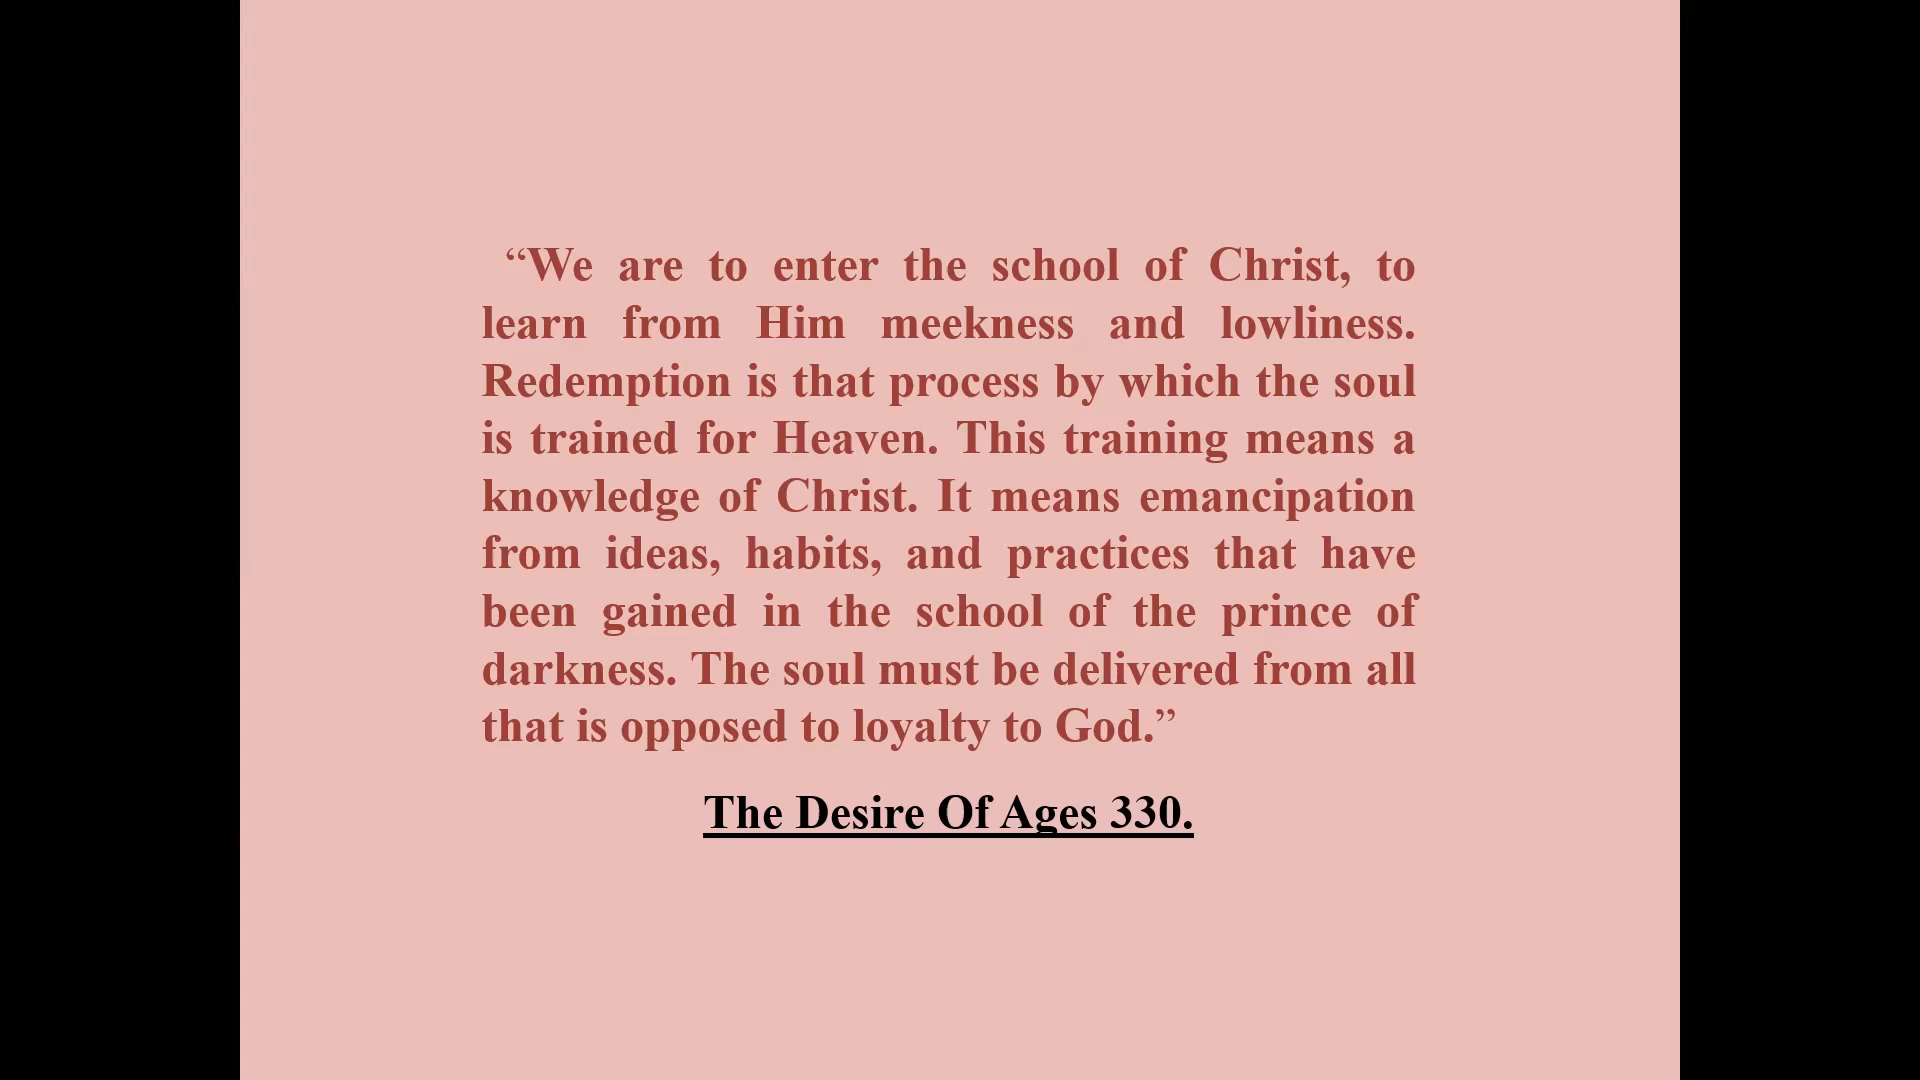 “We are to enter the school of Christ, to
learn from Him meekness and lowliness.
Redemption is that process by which the soul
is trained for Heaven. This training means a
knowledge of Christ. It means emancipation
from ideas, habits, and practices that have
been gained in the school of the prince of
darkness. The soul must be delivered from all
that is opposed to loyalty to God.”
The Desire Of Ages 330.